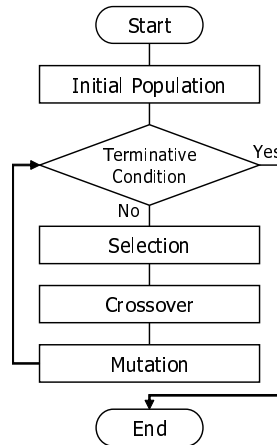 Start
Initial Population
Terminative
Condition
Yes
No
Selection
Crossover
Mutation
End